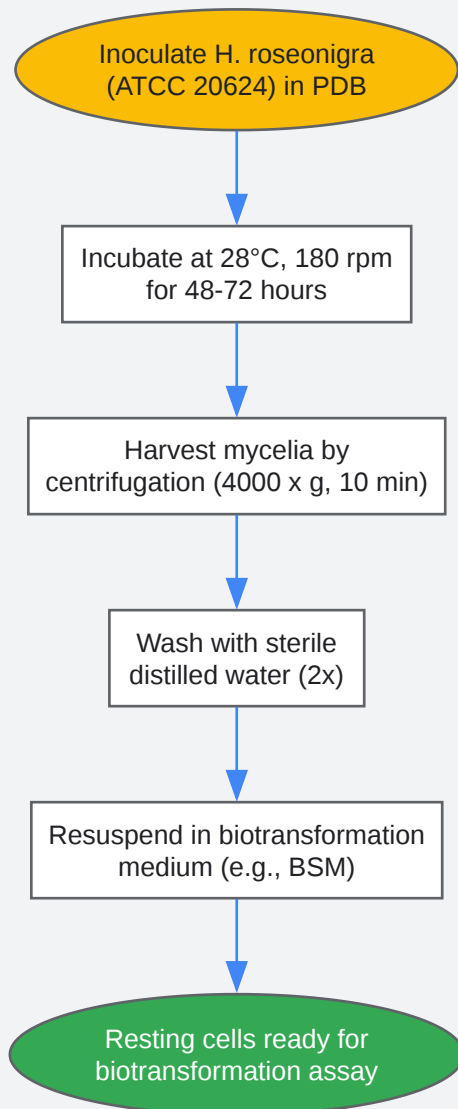 Inoculate H. roseonigra
(ATCC 20624) in PDB
Incubate at 28°C, 180 rpm
for 48-72 hours
Harvest mycelia by
centrifugation (4000 x g, 10 min)
Wash with sterile
distilled water (2x)
Resuspend in biotransformation
medium (e.g., BSM)
Resting cells ready for
biotransformation assay